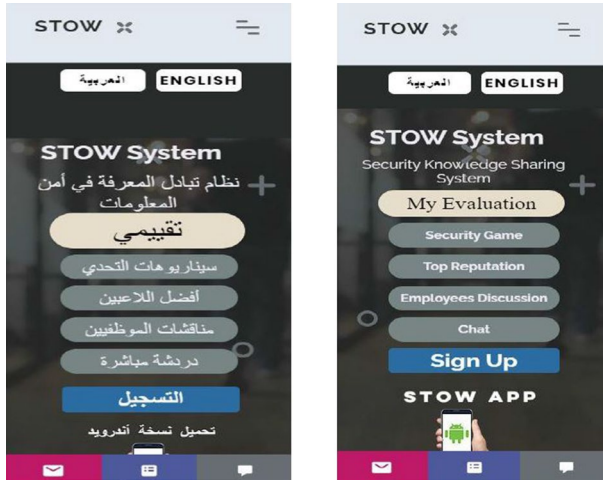 STOW
العربية ENGLISH
STOW System
نظام تبادل المعرفة في أمن
المعلومات
تقييمي
سيناريوهات التحدي
أفضل اللاعبين
مناقشات الموظفيين
دردشة مباشرة
التسجيل
تحميل نسخة أندرويد
STOW
العربية ENGLISH
STOW System
Security Knowledge Sharing
System
My Evaluation
Security Game
Top Reputation
Employees Discussion
Chat
Sign Up
STOW APP